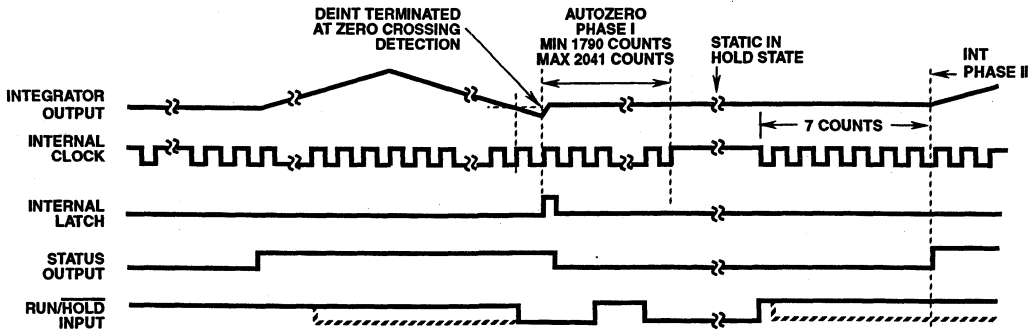 DEINT TERMINATED
AT ZERO CROSSING
DETECTION
AUTOZERO
PHASE I
MIN 1790 COUNTS
MAX 2041 COUNTS
STATIC IN
HOLD STATE
INT
PHASE II
INTEGRATOR
OUTPUT
7 COUNTS
INTERNAL
CLOCK
INTERNAL
LATCH
STATUS
OUTPUT
RUN/HOLD
INPUT